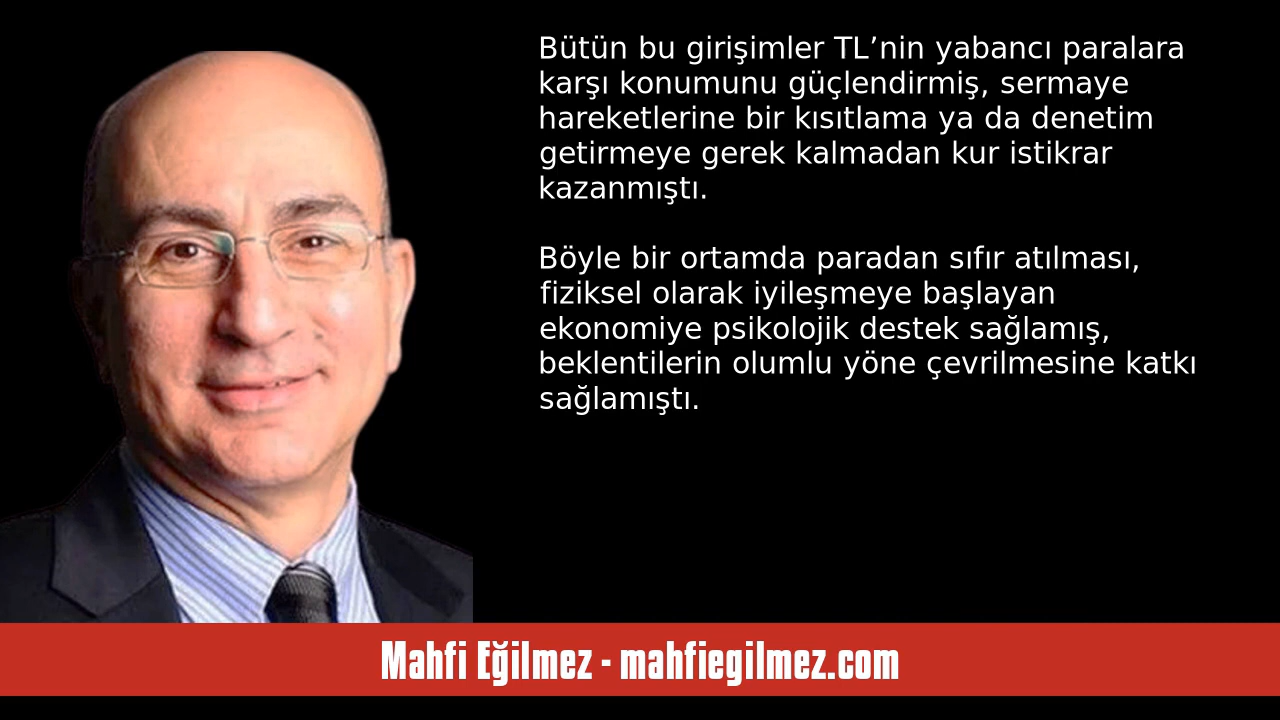 Bütün bu girişimler TL’nin yabancı paralara
karşı konumunu güçlendirmiş, sermaye
hareketlerine bir kısıtlama ya da denetim
getirmeye gerek kalmadan kur istikrar
kazanmıştı.
Böyle bir ortamda paradan sıfır atılması,
fiziksel olarak iyileşmeye başlayan
ekonomiye psikolojik destek sağlamış,
beklentilerin olumlu yöne çevrilmesine katkı
sağlamıştı.
Mahfi Eğilmez - mahfiegilmez.com